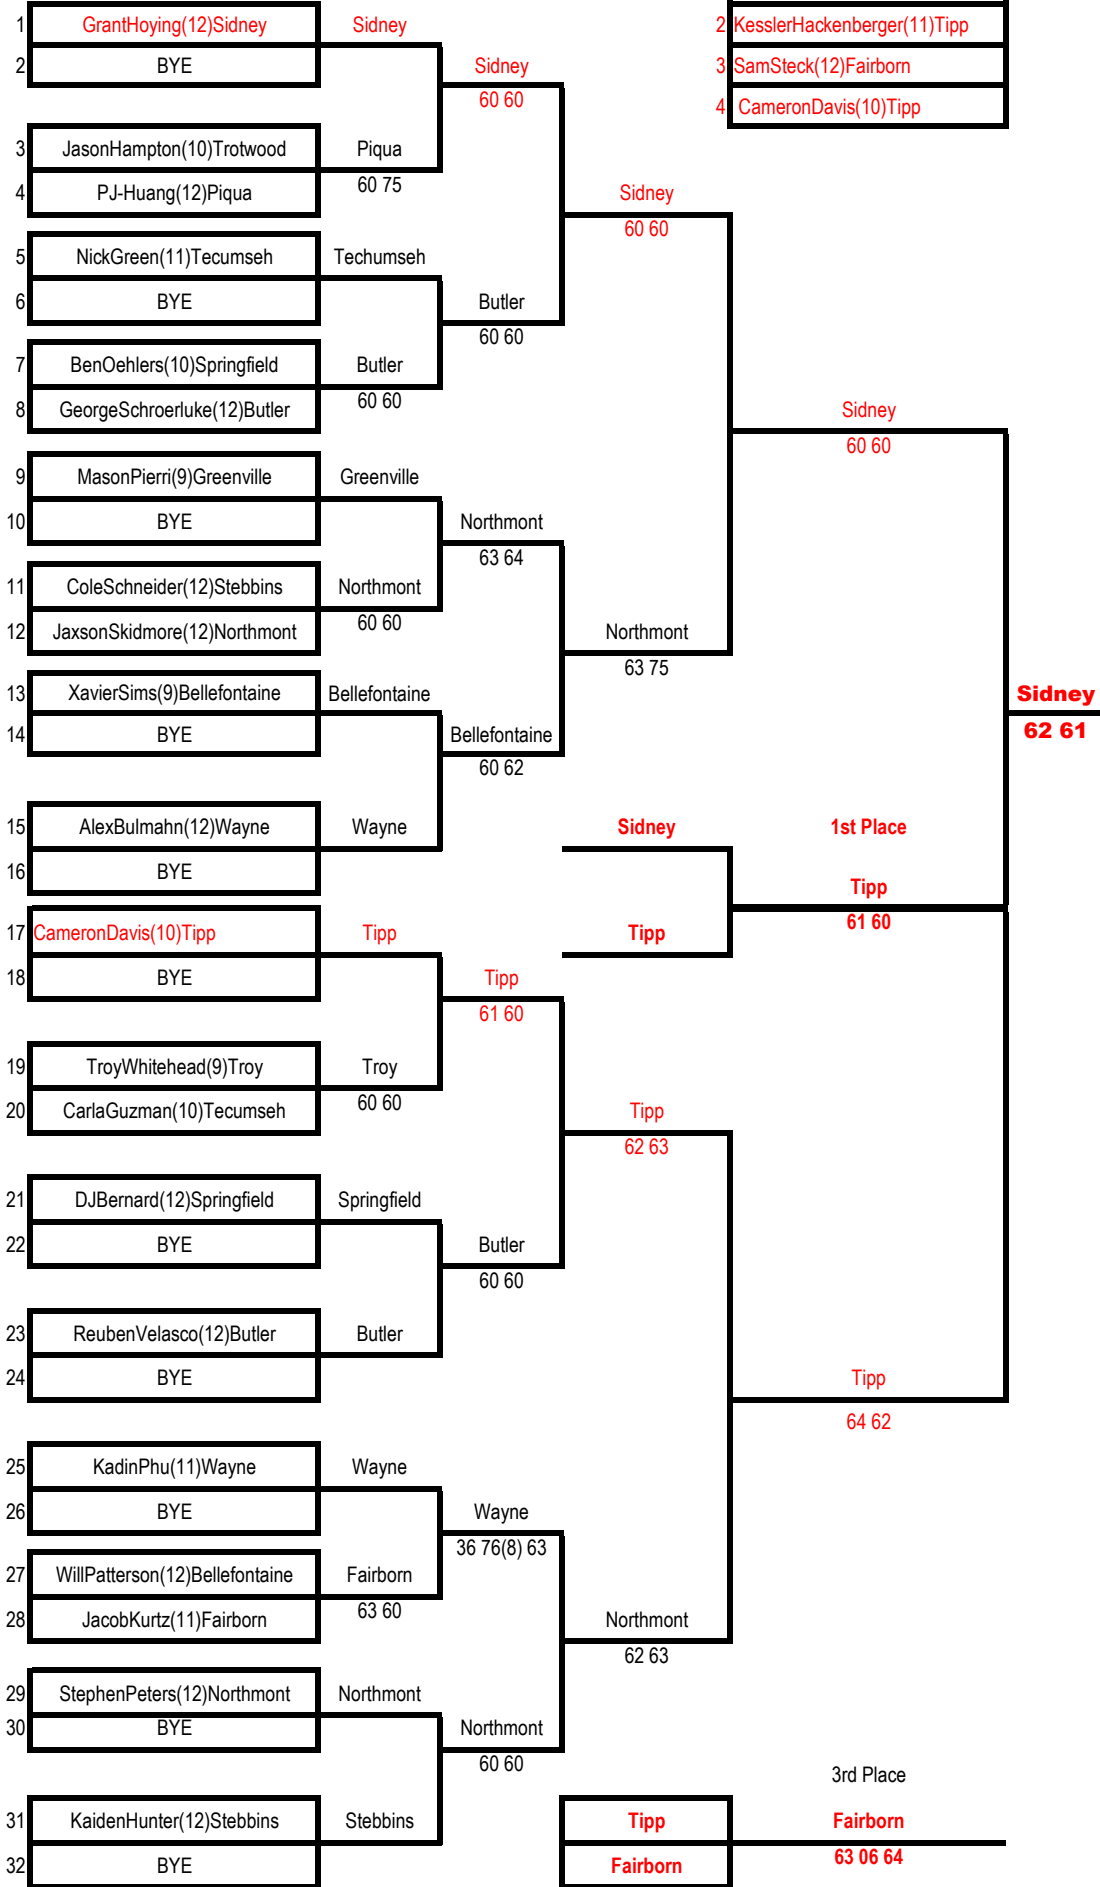 1 GrantHoying(12)Sidney Sidney 2 KesslerHackenberger(11)Tipp
2 BYE Sidney 3 SamSteck(12)Fairborn
60 60 4 CameronDavis(10)Tipp
3 JasonHampton(10)Trotwood Piqua
4 PJ-Huang(12)Piqua 60 75 Sidney
60 60
5 NickGreen(11)Tecumseh Techumseh
6 BYE Butler
60 60
7 BenOehlers(10)Springfield Butler
8 GeorgeSchroerluke(12)Butler 60 60 Sidney
60 60
9 MasonPierri(9)Greenville Greenville
10 BYE Northmont
63 64
11 ColeSchneider(12)Stebbins Northmont
12 JaxsonSkidmore(12)Northmont 60 60 Northmont
63 75
13 XavierSims(9)Bellefontaine Bellefontaine Sidney
14 BYE Bellefontaine 62 61
60 62
15 AlexBulmahn(12)Wayne Wayne Sidney 1st Place
16 BYE
Tipp
61 60
17 CameronDavis(10)Tipp Tipp Tipp
18 BYE Tipp
61 60
19 TroyWhitehead(9)Troy Troy
20 CarlaGuzman(10)Tecumseh 60 60 Tipp
62 63
21 DJBernard(12)Springfield Springfield
22 BYE Butler
60 60
23 ReubenVelasco(12)Butler Butler
24 BYE Tipp
64 62
25 KadinPhu(11)Wayne Wayne
26 BYE Wayne
36 76(8) 63
27 WillPatterson(12)Bellefontaine Fairborn
28 JacobKurtz(11)Fairborn 63 60 Northmont
62 63
29 StephenPeters(12)Northmont Northmont
30 BYE Northmont
60 60
3rd Place
31 KaidenHunter(12)Stebbins Stebbins Tipp Fairborn
32 BYE Fairborn 63 06 64